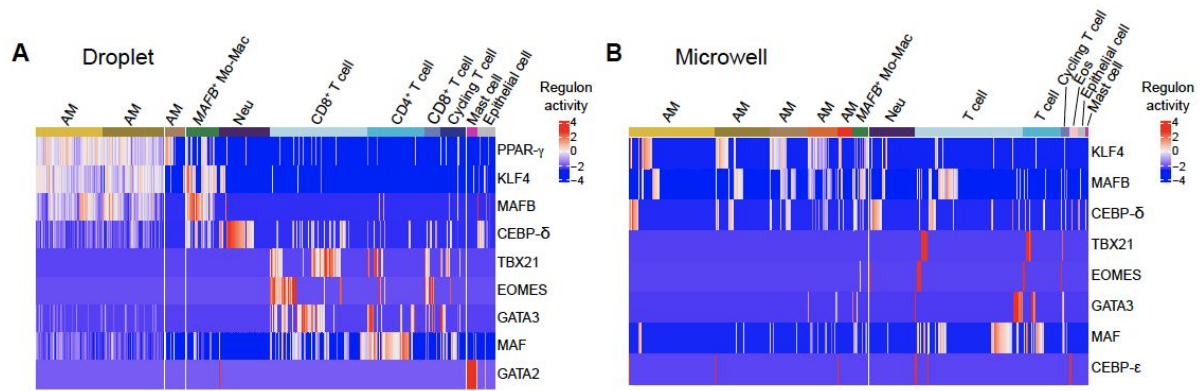 A Droplet
AM
AM
AM
MAFB+ Mo-Mac
Neu
CD8+ T cell
CD4+ T cell
CD8+ T cell
Cycling T cell
Mast cell
Epithelial cell
Regulon
activity
4
2
0
−2
−4
PPAR-γ
KLF4
MAFB
CEBP-δ
TBX21
EOMES
GATA3
MAF
GATA2
B Microwell
AM
AM
AM
AM
AM
MAFB+ Mo-Mac
Neu
T cell
T cell
Cycling T cell
Eos
Epithelial cell
Mast cell
Regulon
activity
4
2
0
−2
−4
KLF4
MAFB
CEBP-δ
TBX21
EOMES
GATA3
MAF
CEBP-ε